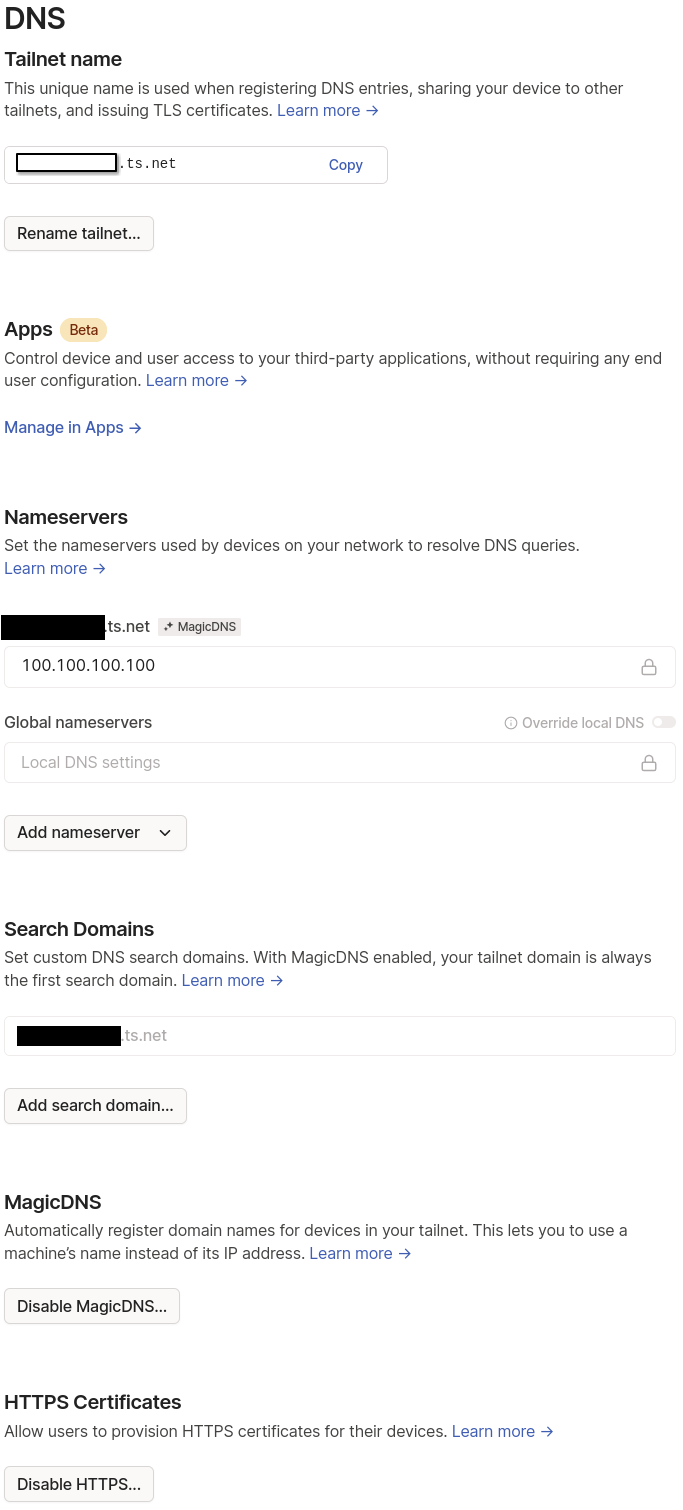 DNS
Tailnet name
This unique name is used when registering DNS entries, sharing your device to other
tailnets, and issuing TLS certificates. Learn more →
.ts.net Copy
Rename tailnet...
Apps Beta
Control device and user access to your third-party applications, without requiring any end
user configuration. Learn more →
Manage in Apps →
Nameservers
Set the nameservers used by devices on your network to resolve DNS queries.
Learn more →
.ts.net MagicDNS
100.100.100.100
Global nameservers Override local DNS
Local DNS settings
Add nameserver
Search Domains
Set custom DNS search domains. With MagicDNS enabled, your tailnet domain is always
the first search domain. Learn more →
.ts.net
Add search domain...
MagicDNS
Automatically register domain names for devices in your tailnet. This lets you to use a
machine’s name instead of its IP address. Learn more →
Disable MagicDNS...
HTTPS Certificates
Allow users to provision HTTPS certificates for their devices. Learn more →
Disable HTTPS...